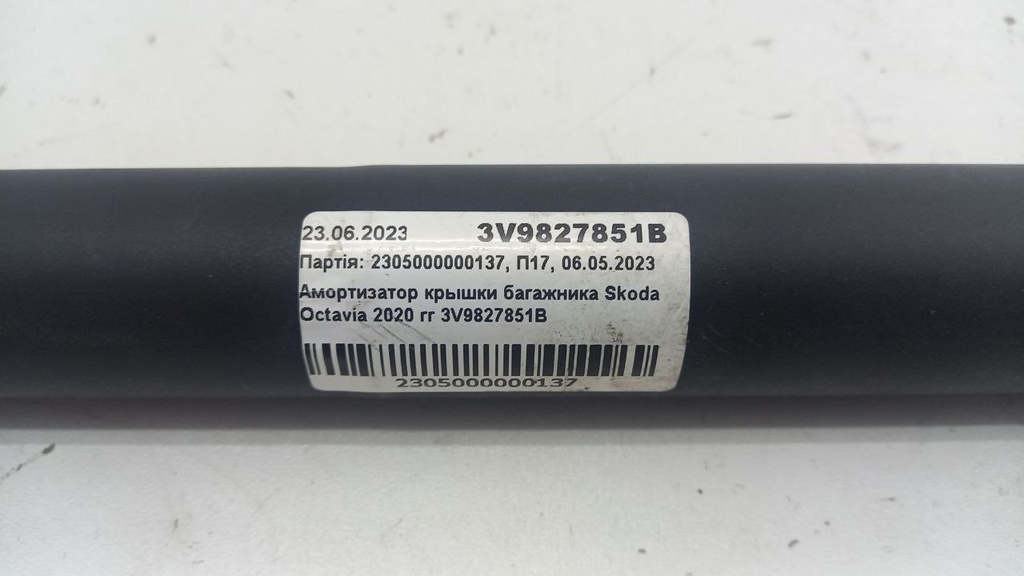 23.06.2023 3V9827851B
Партія: 2305000000137, П17, 06.05.2023
Амортизатор крышки багажника Skoda
Octavia 2020 гг 3V9827851B
2305000000137